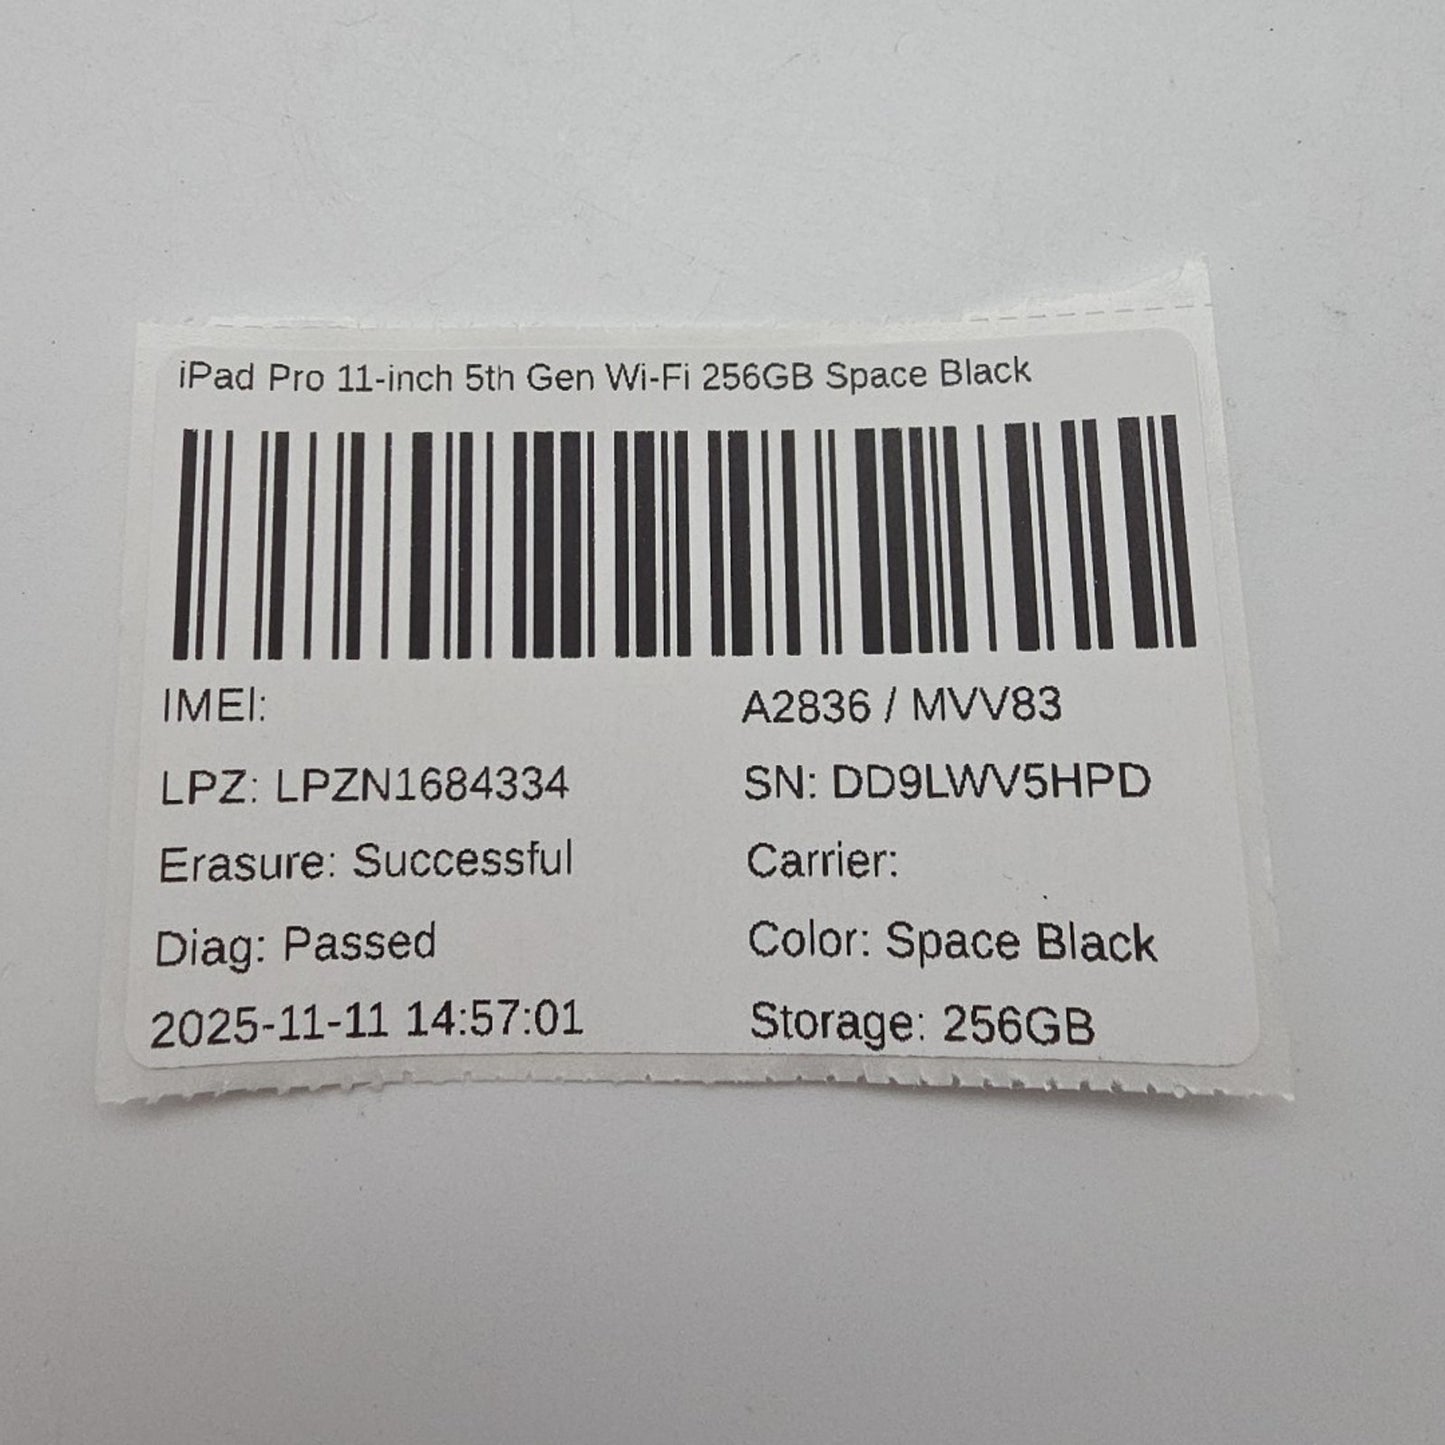 iPad Pro 11-inch 5th Gen Wi-Fi 256GB Space Black
IMEI:
A2836 / MVV83
LPZ: LPZN1684334
SN: DD9LWV5HPD
Erasure: Successful
Carrier:
Diag: Passed
Color: Space Black
2025-11-11 14:57:01
Storage: 256GB